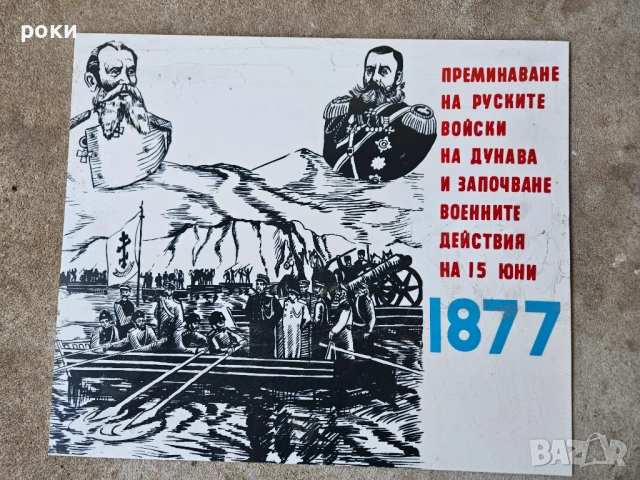 роки
ПРЕМИНАВАНЕ
НА РУСКИТЕ
ВОЙСКИ
НА ДУНАВА
И ЗАПОЧВАНЕ
ВОЕННИТЕ
ДЕЙСТВИЯ
НА 15 ЮНИ
1877
BAZAR